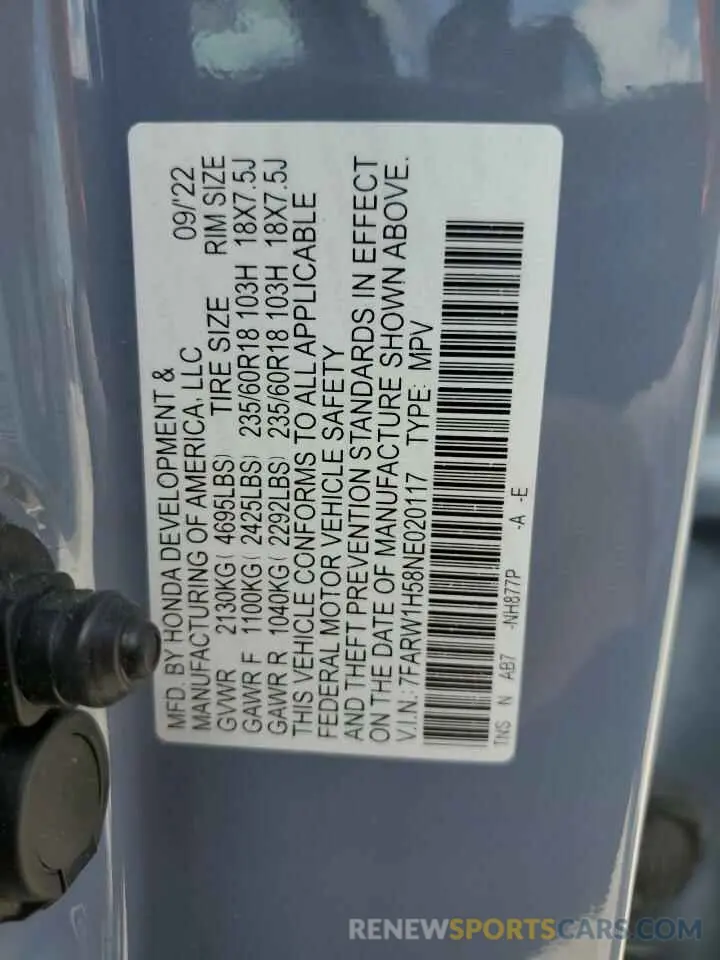 MFD. BY HONDA DEVELOPMENT &
MANUFACTURING OF AMERICA, LLC 09/'22
GVWR 2130KG( 4695LBS) TIRE SIZE RIM SIZE
GAWR F 1100KG( 2425LBS) 235/60R18 103H 18X7.5J
GAWR R 1040KG( 2292LBS) 235/60R18 103H 18X7.5J
THIS VEHICLE CONFORMS TO ALL APPLICABLE
FEDERAL MOTOR VEHICLE SAFETY
AND THEFT PREVENTION STANDARDS IN EFFECT
ON THE DATE OF MANUFACTURE SHOWN ABOVE.
V.I.N.: 7FARW1H58NE020117 TYPE: MPV
TNS N AB7 -NH877P -A -E
RENEWSPORTSCARS.COM